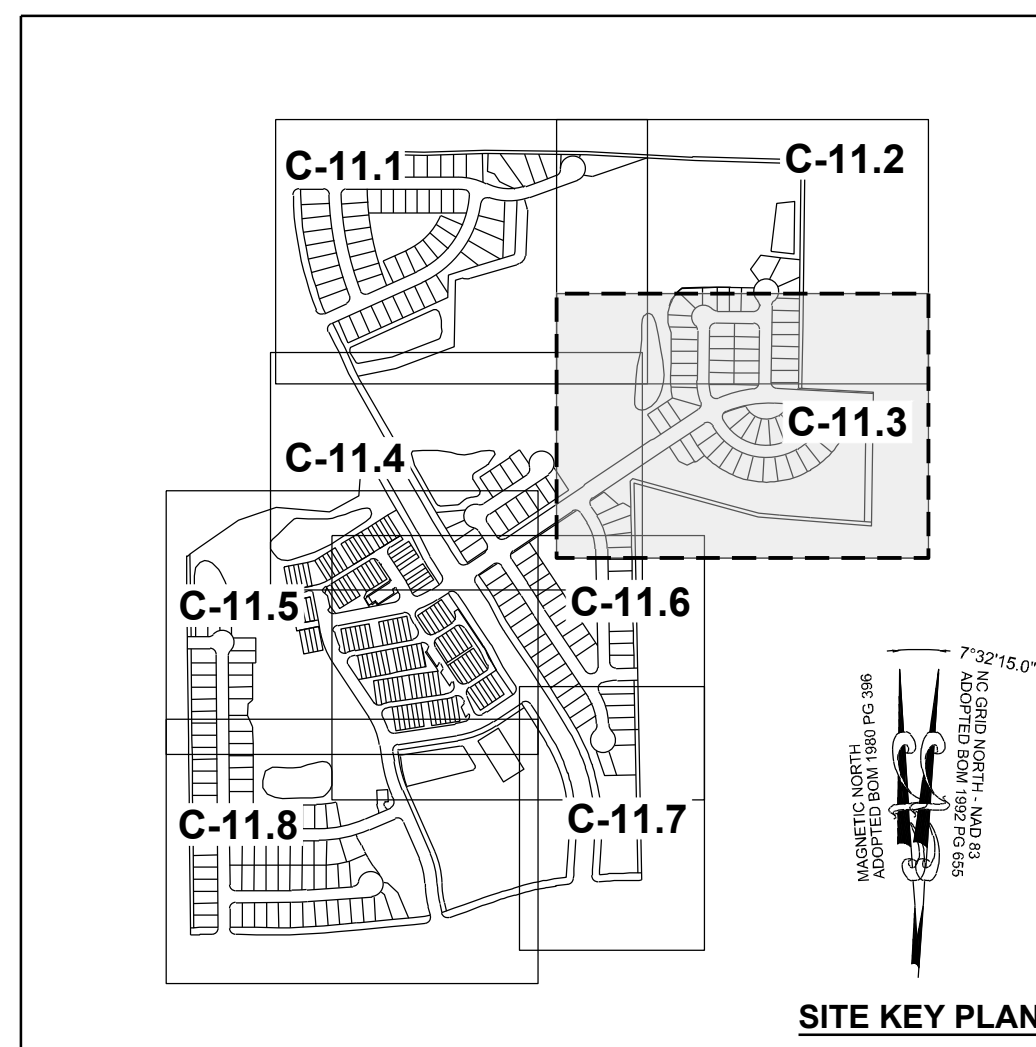 C-11.1
C-11.2
C-11.3
C-11.4
C-11.5
C-11.6
C-11.7
C-11.8
7°32'15.0"
MAGNETIC NORTH
ADOPTED BOM 1980 PG 396
NC GRID NORTH - NAD 83
ADOPTED BOM 1992 PG 655
SITE KEY PLAN